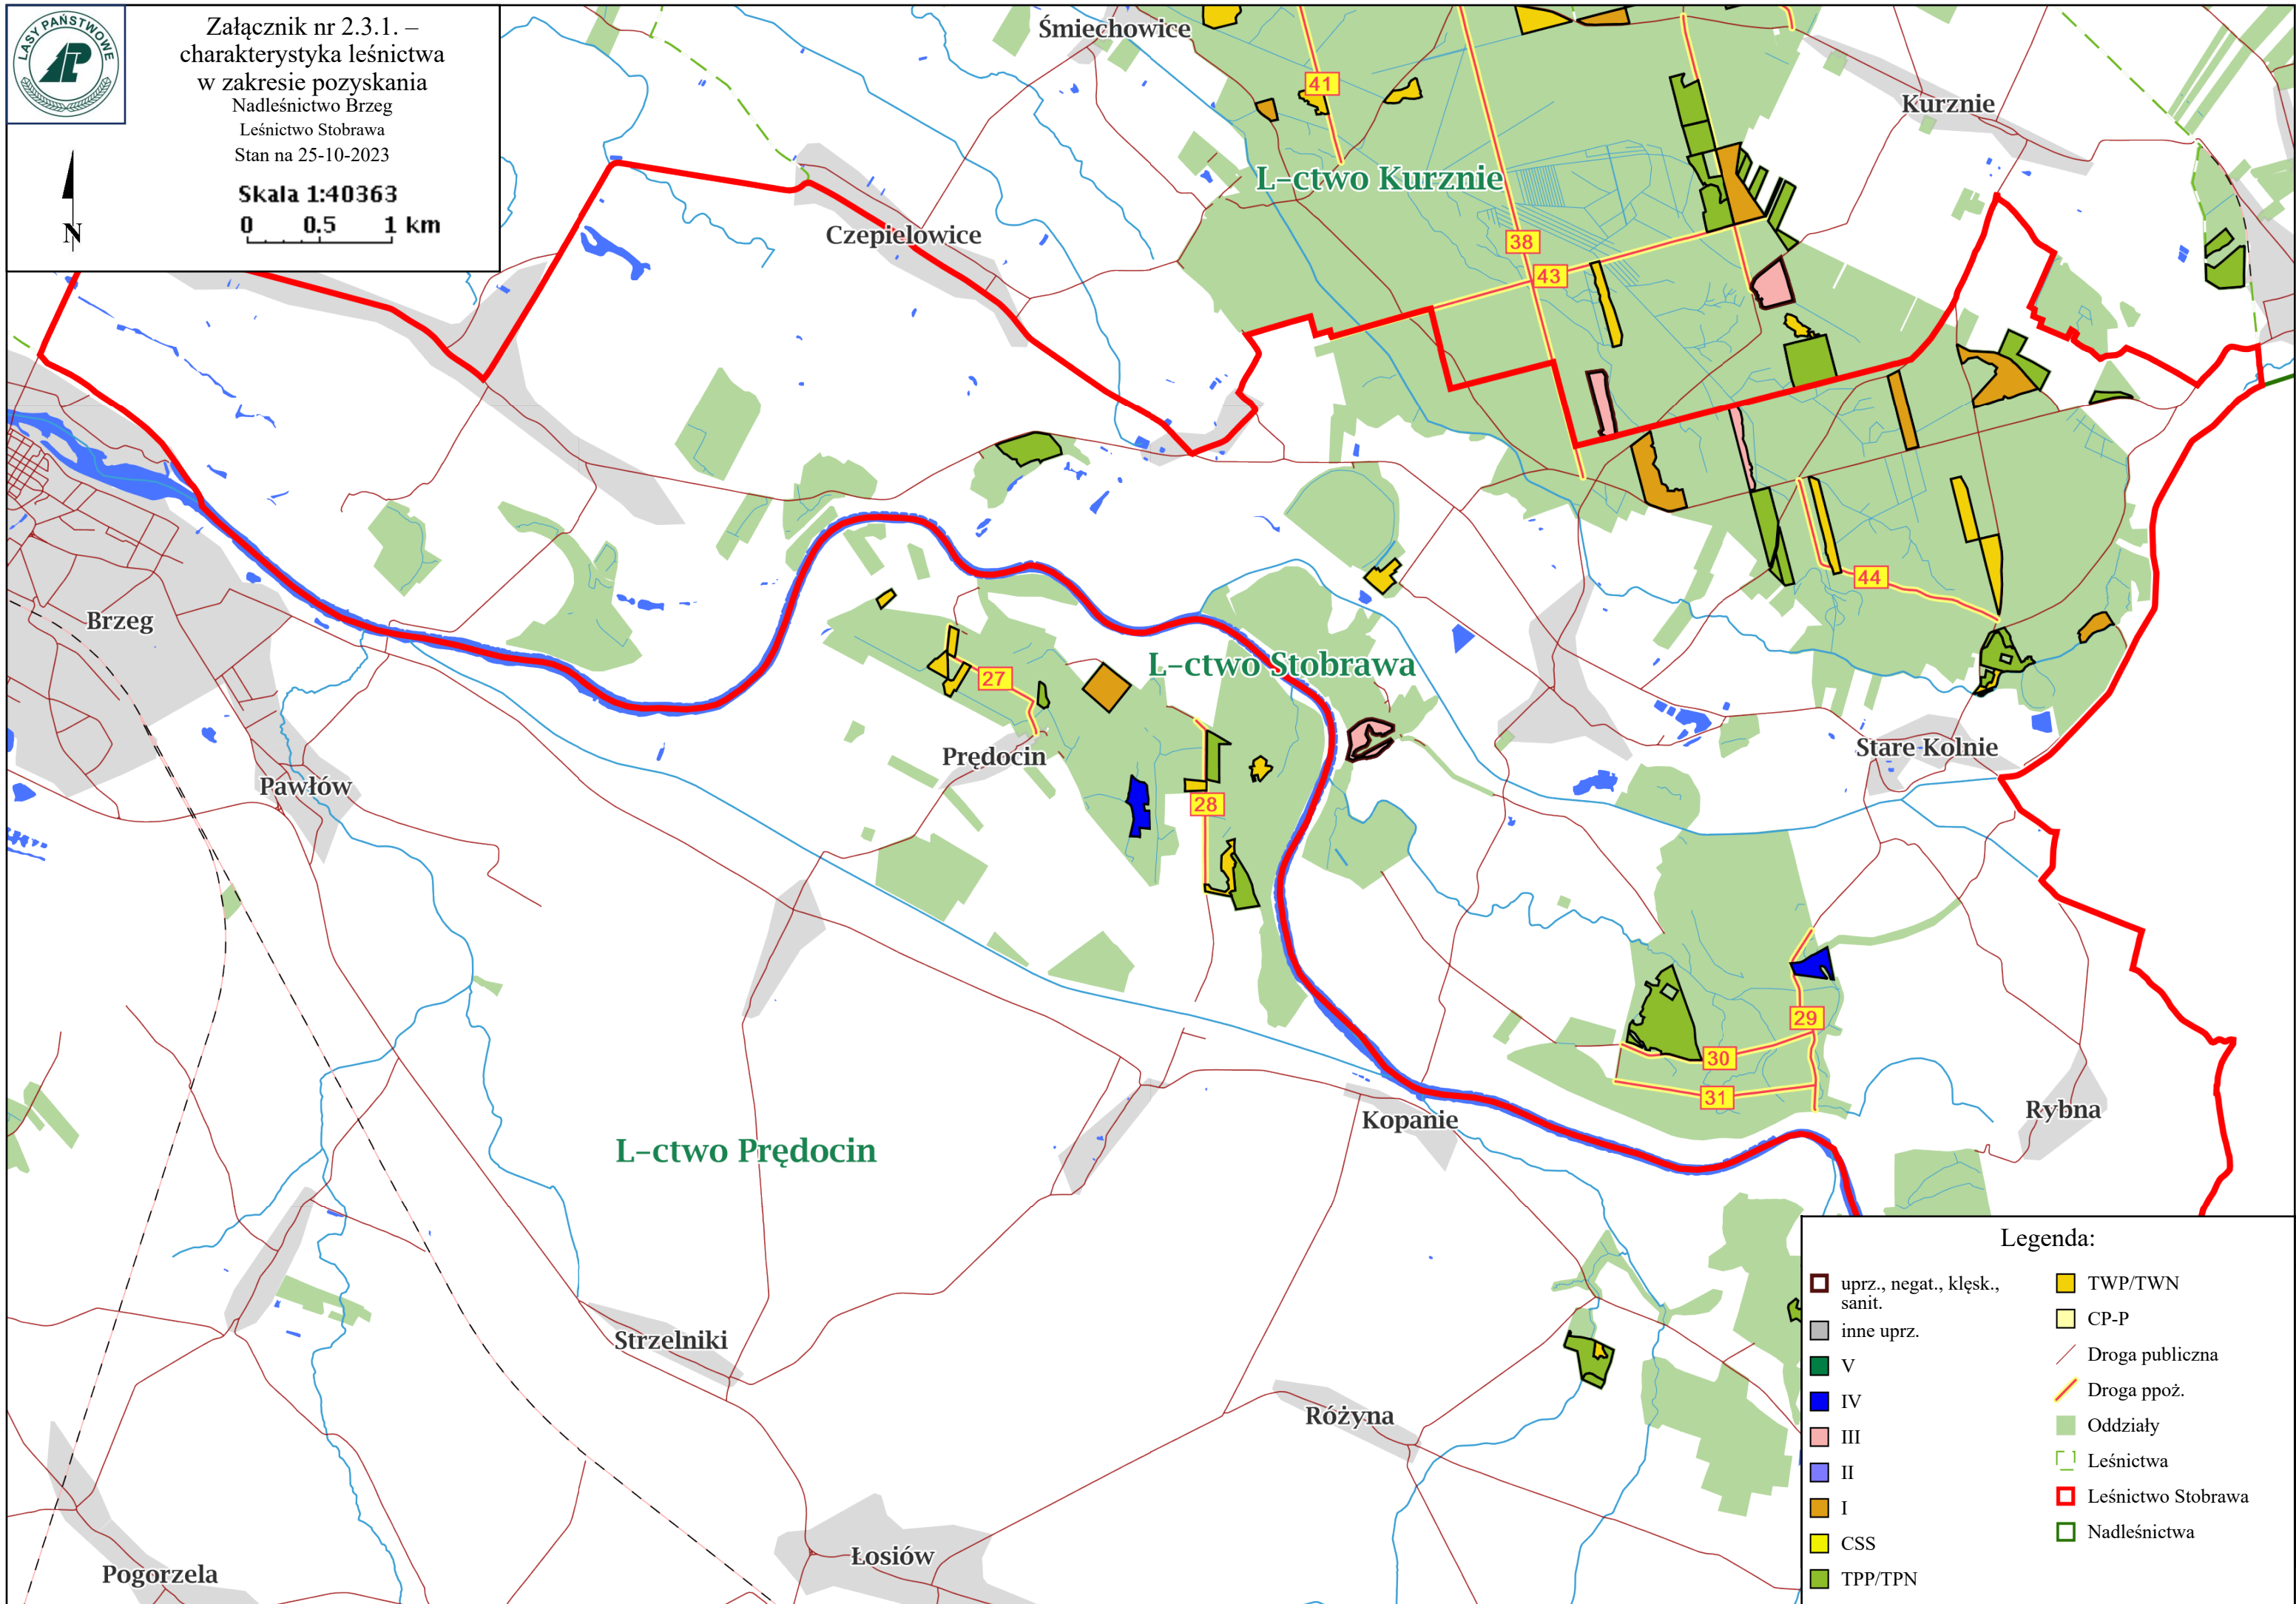 LASY PAŃSTWOWE
Załącznik nr 2.3.1. –
charakterystyka leśnictwa
w zakresie pozyskania
Nadleśnictwo Brzeg
Leśnictwo Stobrawa
Stan na 25-10-2023
Skala 1:40363
0 0.5 1 km
N
Śmiechowice
41
Kurznie
L-ctwo Kurznie
Czepielowice
38
43
44
Brzeg
L-ctwo Stobrawa
27
Prędocin
Stare Kolnie
Pawłów
28
29
30
31
Kopanie
Rybna
L-ctwo Prędocin
Strzelniki
Różyna
Łosiów
Pogorzela
Legenda:
uprz., negat., klęsk.,
sanit.
inne uprz.
V
IV
III
II
I
CSS
TPP/TPN
TWP/TWN
CP-P
Droga publiczna
Droga ppoż.
Oddziały
Leśnictwa
Leśnictwo Stobrawa
Nadleśnictwa